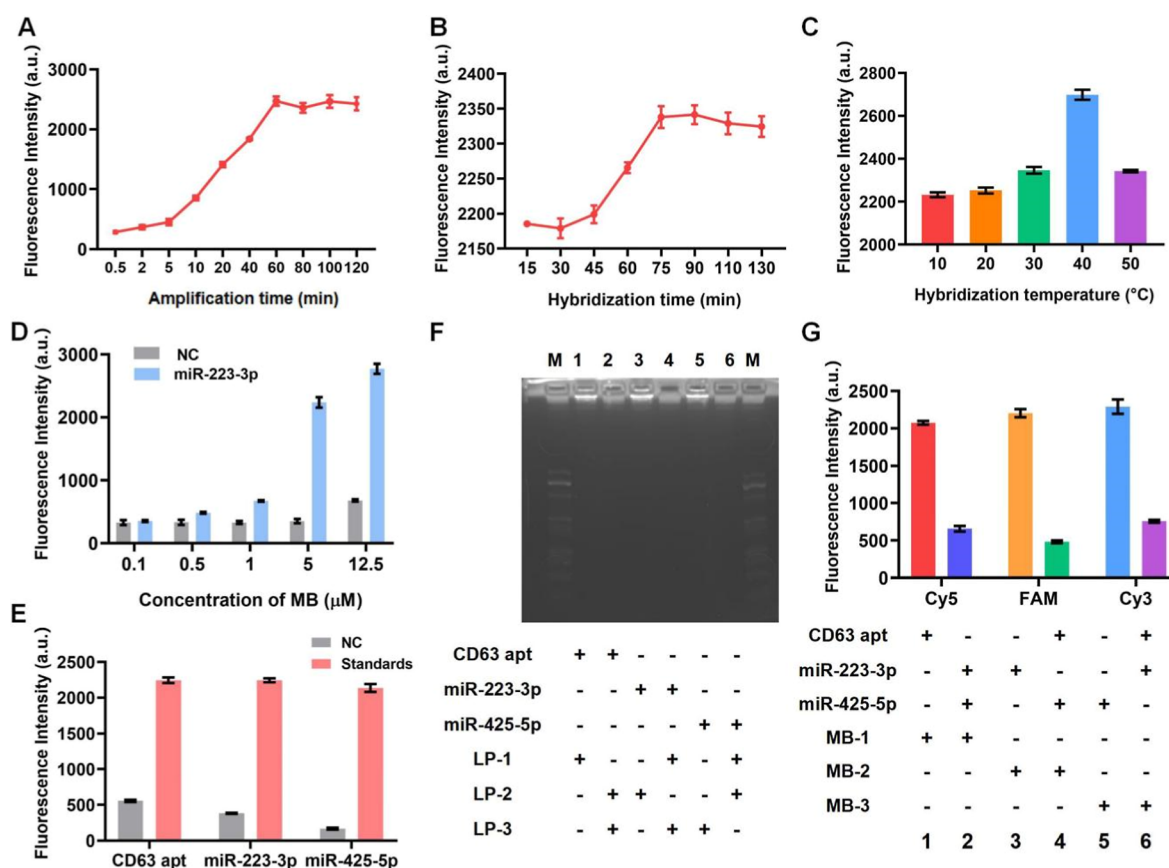 A
Fluorescence Intensity (a.u.)
3000
2000
1000
0
0.5 2 5 10 20 40 60 80 100 120
Amplification time (min)
B
Fluorescence Intensity (a.u.)
2400
2350
2300
2250
2200
2150
15 30 45 60 75 90 110 130
Hybridization time (min)
C
Fluorescence Intensity (a.u.)
2800
2600
2400
2200
2000
10 20 30 40 50
Hybridization temperature (°C)
D
Fluorescence Intensity (a.u.)
NC
miR-223-3p
3000
2000
1000
0
0.1 0.5 1 5 12.5
Concentration of MB (μM)
E
Fluorescence Intensity (a.u.)
NC
Standards
2500
2000
1500
1000
500
0
CD63 apt miR-223-3p miR-425-5p
F
M 1 2 3 4 5 6 M
CD63 apt + + - - - -
miR-223-3p - - + + - -
miR-425-5p - - - - + +
LP-1 + - - + - +
LP-2 - + + - - +
LP-3 - + - + + -
G
Fluorescence Intensity (a.u.)
2500
2000
1500
1000
500
0
Cy5 FAM Cy3
CD63 apt + - - + - +
miR-223-3p - + + - - +
miR-425-5p - + - + + -
MB-1 + + - - - -
MB-2 - - + + - -
MB-3 - - - - + +
1 2 3 4 5 6